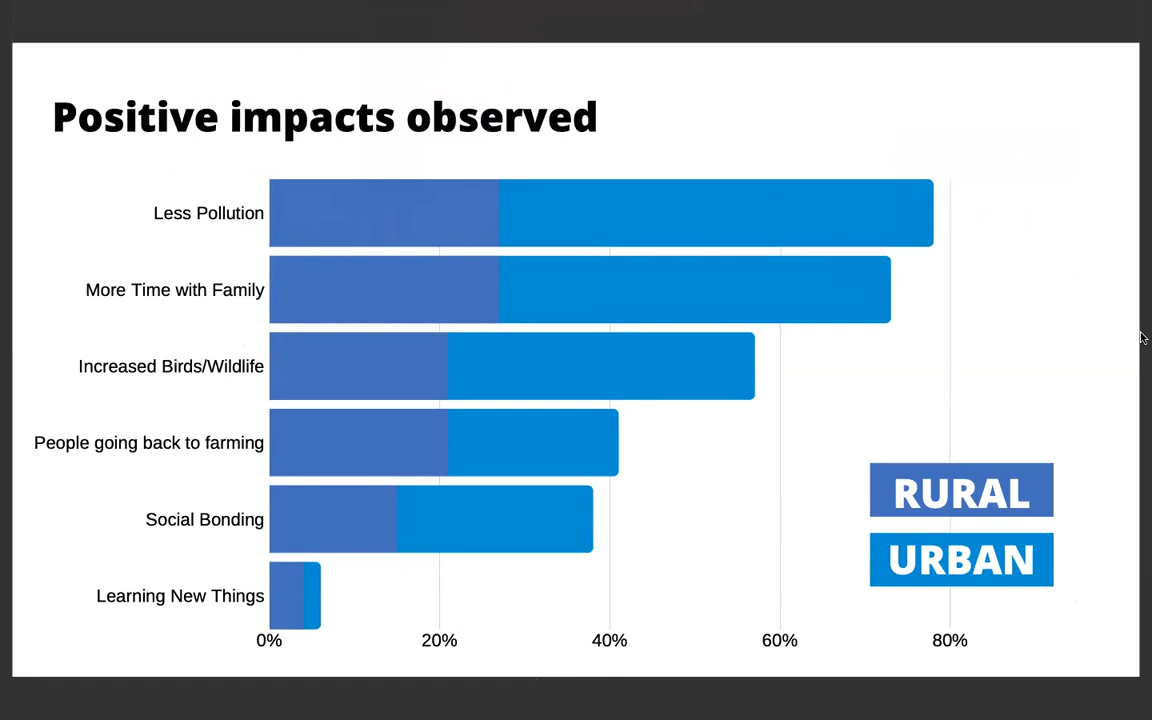 Positive impacts observed
Less Pollution
More Time with Family
Increased Birds/Wildlife
People going back to farming
Social Bonding
Learning New Things
0%
20%
40%
60%
80%
RURAL
URBAN